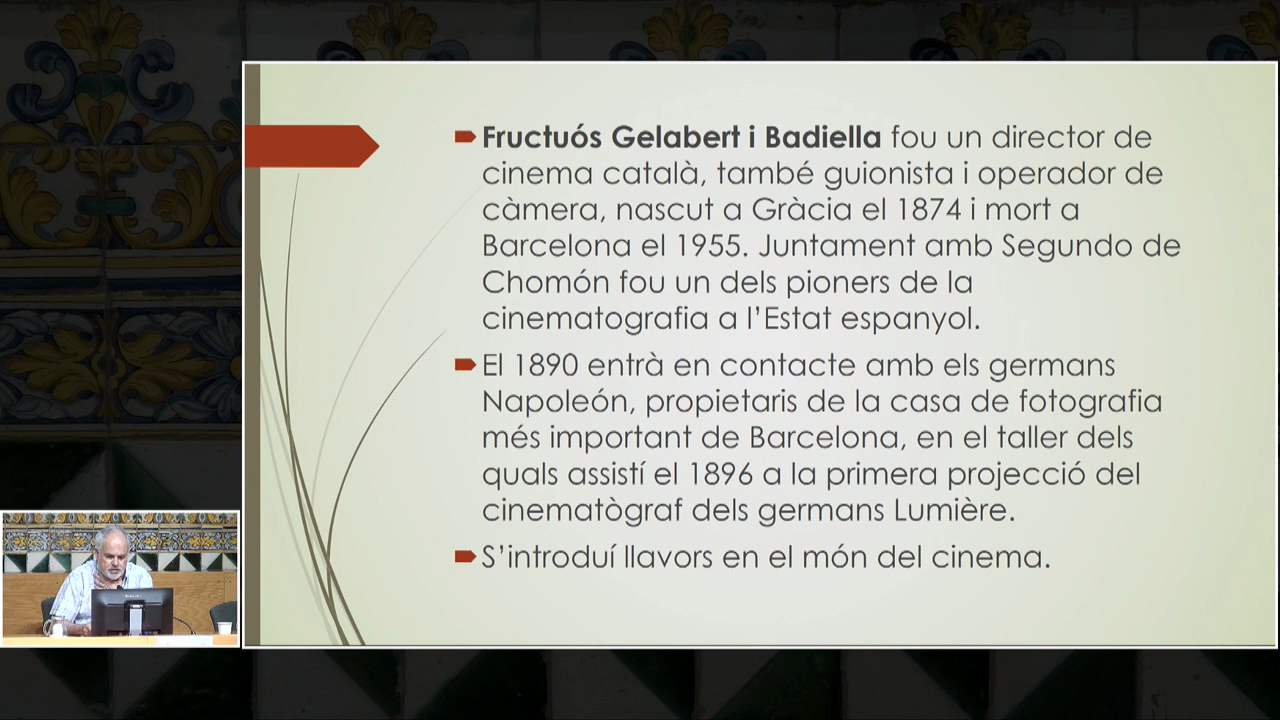 Fructuós Gelabert i Badiella fou un director de
cinema català, també guionista i operador de
càmera, nascut a Gràcia el 1874 i mort a
Barcelona el 1955. Juntament amb Segundo de
Chomón fou un dels pioners de la
cinematografia a l’Estat espanyol.
El 1890 entrà en contacte amb els germans
Napoleón, propietaris de la casa de fotografia
més important de Barcelona, en el taller dels
quals assistí el 1896 a la primera projecció del
cinematògraf dels germans Lumière.
S’introduí llavors en el món del cinema.